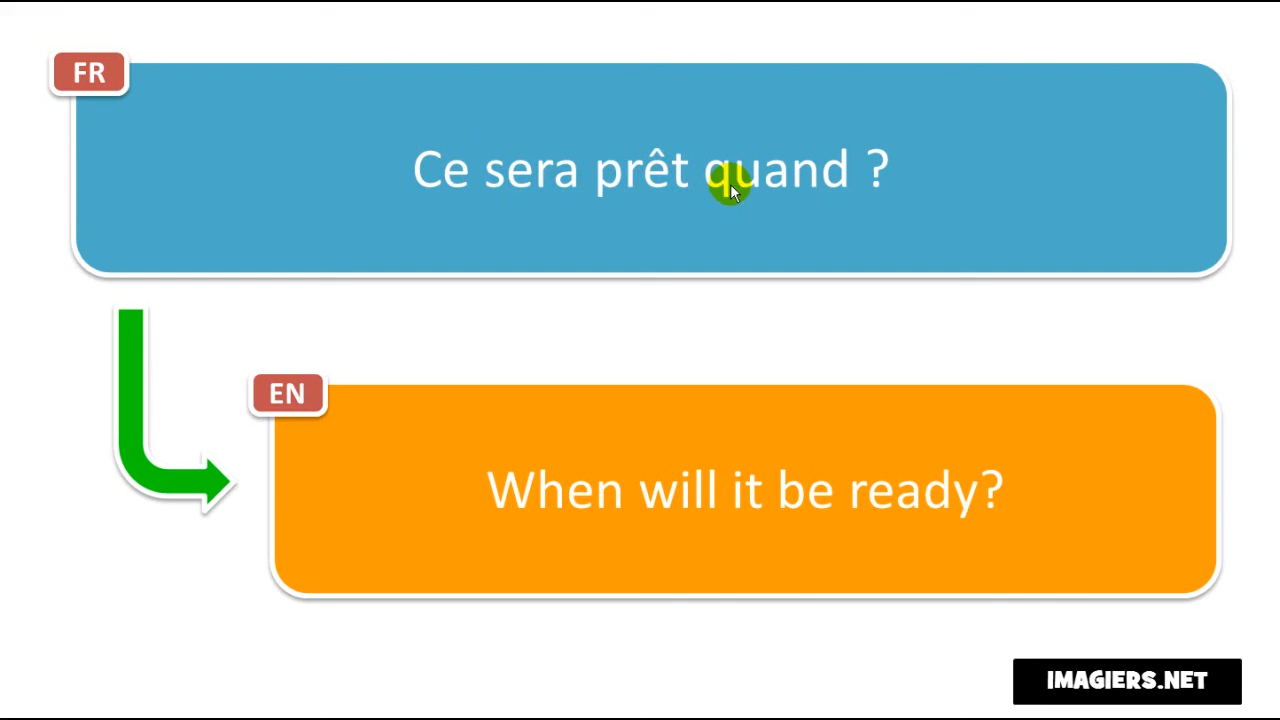 FR
Ce sera prêt quand ?
EN
When will it be ready?
IMAGIERS.NET